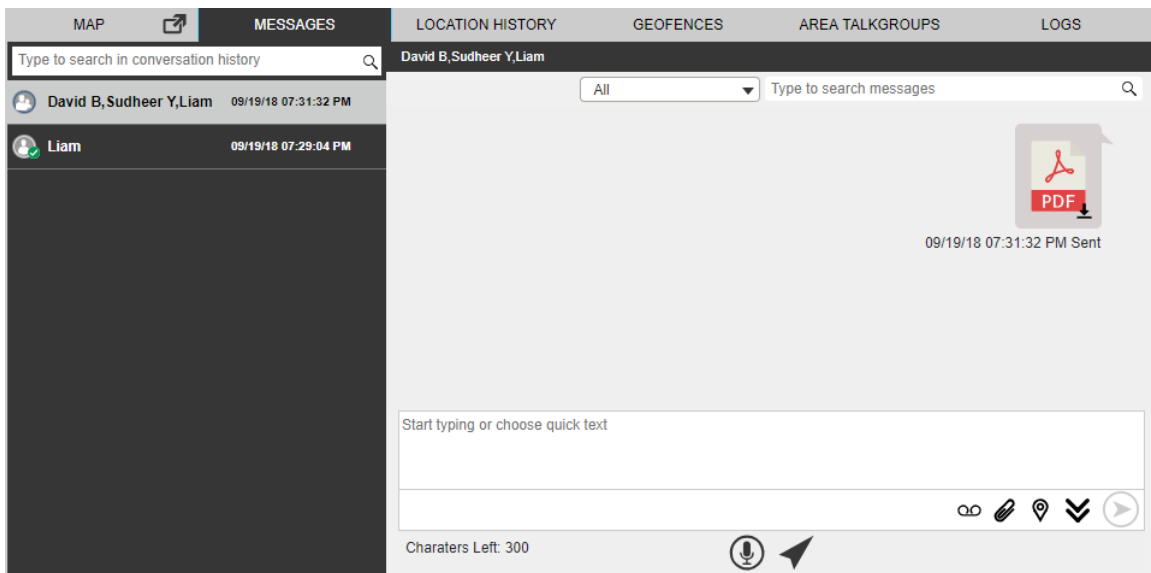 MAP
MESSAGES
LOCATION HISTORY
GEOFENCES
AREA TALKGROUPS
LOGS
Type to search in conversation history
David B,Sudheer Y,Liam 09/19/18 07:31:32 PM
Liam 09/19/18 07:29:04 PM
David B,Sudheer Y,Liam
All
Type to search messages
PDF
09/19/18 07:31:32 PM Sent
Start typing or choose quick text
Charaters Left: 300